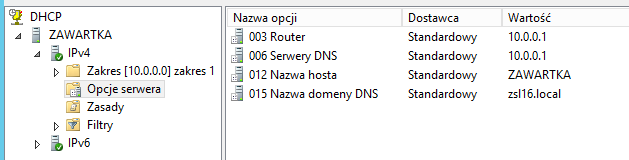 DHCP
ZAWARTKA
IPv4
Zakres [10.0.0.0] zakres 1
Opcje serwera
Zasady
Filtry
IPv6
Nazwa opcji Dostawca Wartość
003 Router Standardowy 10.0.0.1
006 Serwery DNS Standardowy 10.0.0.1
012 Nazwa hosta Standardowy ZAWARTKA
015 Nazwa domeny DNS Standardowy zsl16.local